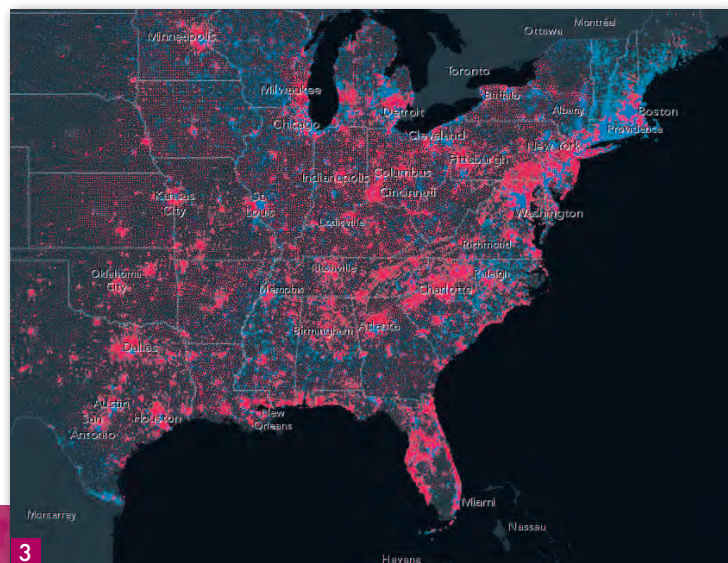 Montréal
Ottawa
Minneapolis
Toronto
Milwaukee
Buffalo
Albany
Boston
Detroit
Providence
Chicago
Cleveland
New York
Pittsburgh
Indianapolis
Columbus
Cincinnati
Kansas
City
St.
Louis
Washington
Louisville
Richmond
Nashville
Raleigh
Oklahoma
City
Memphis
Charlotte
Birmingham
Atlanta
Dallas
Austin
San
Antonio
Houston
New
Orleans
Miami
Monterrey
Nassau
Havana
3